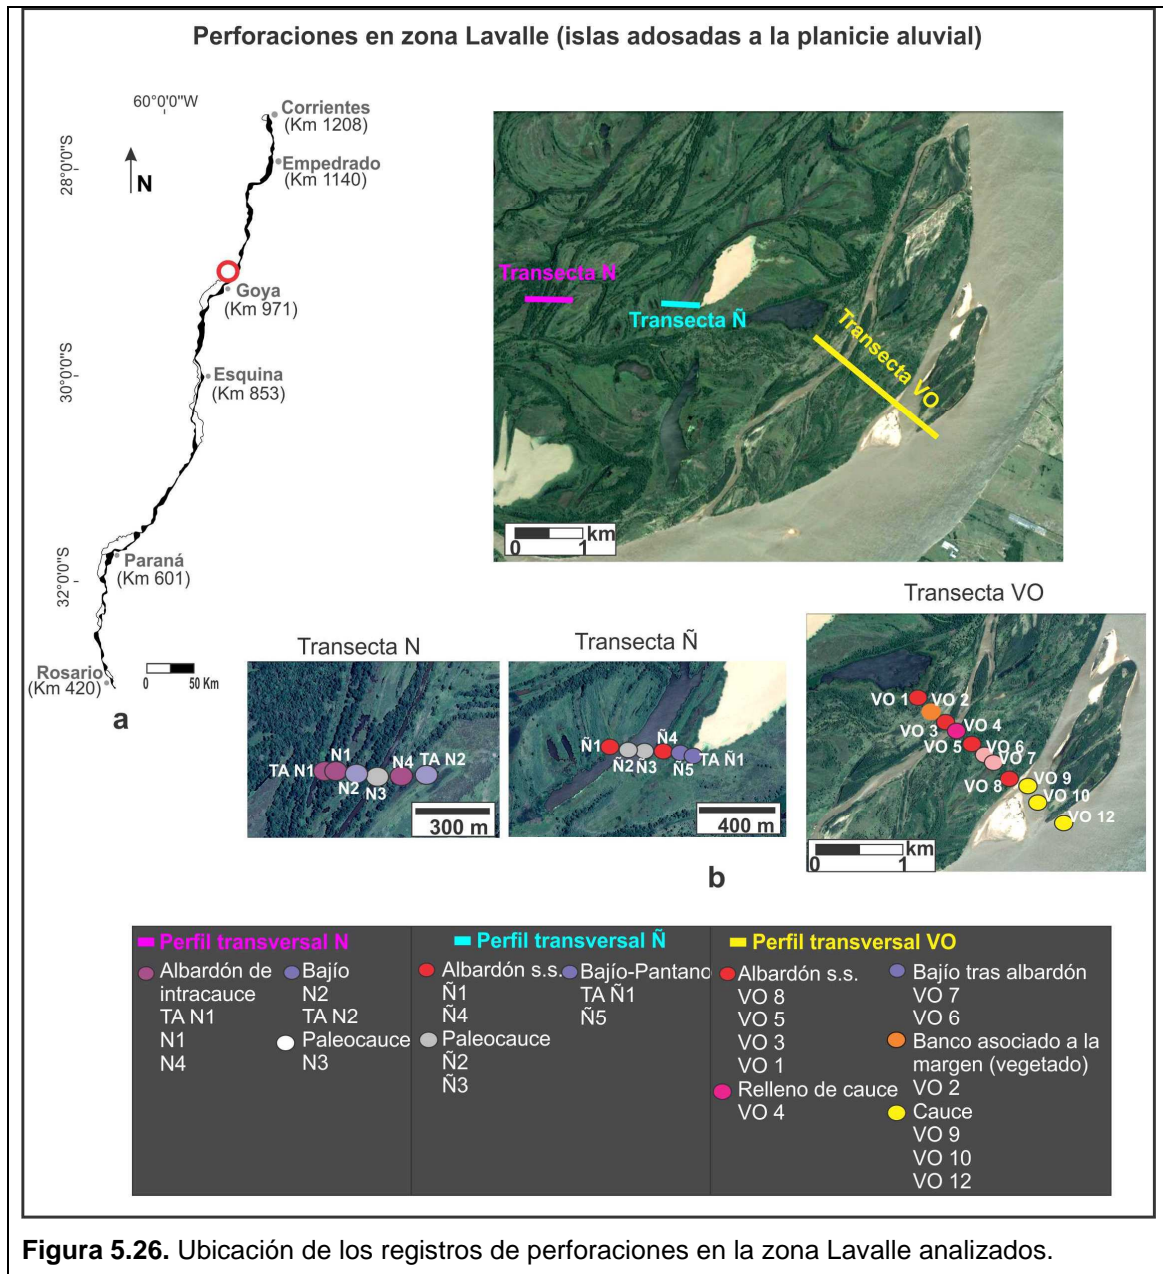 Perforaciones en zona Lavalle (islas adosadas a la planicie aluvial)
60°0'0"W
28°0'0"S
30°0'0"S
32°0'0"S
N
Corrientes
(Km 1208)
Empedrado
(Km 1140)
Goya
(Km 971)
Esquina
(Km 853)
Paraná
(Km 601)
Rosario
(Km 420)
0 50 Km
a
Transecta N
Transecta Ñ
Transecta VO
km
0 1
Transecta N
TA N1
N1
N2
N3
N4
TA N2
300 m
Transecta Ñ
Ñ1
Ñ2
Ñ3
Ñ4
Ñ5
TA Ñ1
400 m
Transecta VO
VO 1
VO 2
VO 3
VO 4
VO 5
VO 6
VO 7
VO 8
VO 9
VO 10
VO 12
km
0 1
b
Perfil transversal N
Albardón de
intracauce
TA N1
N1
N4
Bajío
N2
TA N2
Paleocauce
N3
Perfil transversal Ñ
Albardón s.s.
Ñ1
Ñ4
Paleocauce
Ñ2
Ñ3
Bajío-Pantano
TA Ñ1
Ñ5
Perfil transversal VO
Albardón s.s.
VO 8
VO 5
VO 3
VO 1
Relleno de cauce
VO 4
Bajío tras albardón
VO 7
VO 6
Banco asociado a la
margen (vegetado)
VO 2
Cauce
VO 9
VO 10
VO 12
Figura 5.26. Ubicación de los registros de perforaciones en la zona Lavalle analizados.